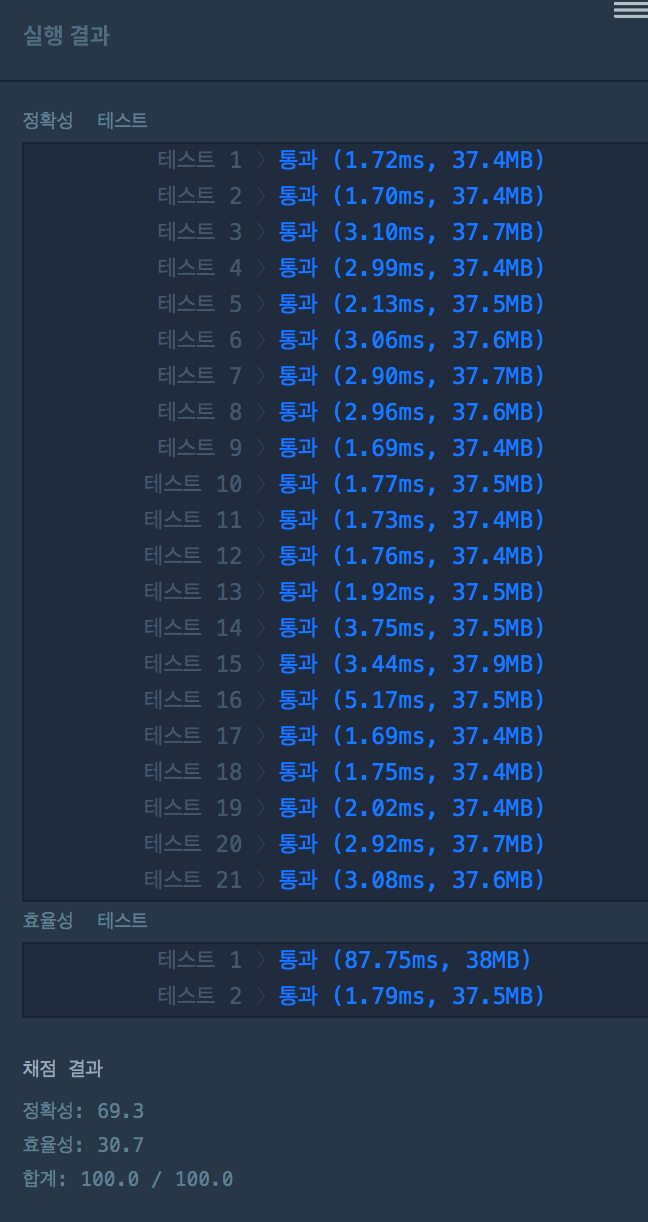 실행 결과
정확성 테스트
테스트 1 〉 통과 (1.72ms, 37.4MB)
테스트 2 〉 통과 (1.70ms, 37.4MB)
테스트 3 〉 통과 (3.10ms, 37.7MB)
테스트 4 〉 통과 (2.99ms, 37.4MB)
테스트 5 〉 통과 (2.13ms, 37.5MB)
테스트 6 〉 통과 (3.06ms, 37.6MB)
테스트 7 〉 통과 (2.90ms, 37.7MB)
테스트 8 〉 통과 (2.96ms, 37.6MB)
테스트 9 〉 통과 (1.69ms, 37.4MB)
테스트 10 〉 통과 (1.77ms, 37.5MB)
테스트 11 〉 통과 (1.73ms, 37.4MB)
테스트 12 〉 통과 (1.76ms, 37.4MB)
테스트 13 〉 통과 (1.92ms, 37.5MB)
테스트 14 〉 통과 (3.75ms, 37.5MB)
테스트 15 〉 통과 (3.44ms, 37.9MB)
테스트 16 〉 통과 (5.17ms, 37.5MB)
테스트 17 〉 통과 (1.69ms, 37.4MB)
테스트 18 〉 통과 (1.75ms, 37.4MB)
테스트 19 〉 통과 (2.02ms, 37.4MB)
테스트 20 〉 통과 (2.92ms, 37.7MB)
테스트 21 〉 통과 (3.08ms, 37.6MB)
효율성 테스트
테스트 1 〉 통과 (87.75ms, 38MB)
테스트 2 〉 통과 (1.79ms, 37.5MB)
채점 결과
정확성: 69.3
효율성: 30.7
합계: 100.0 / 100.0